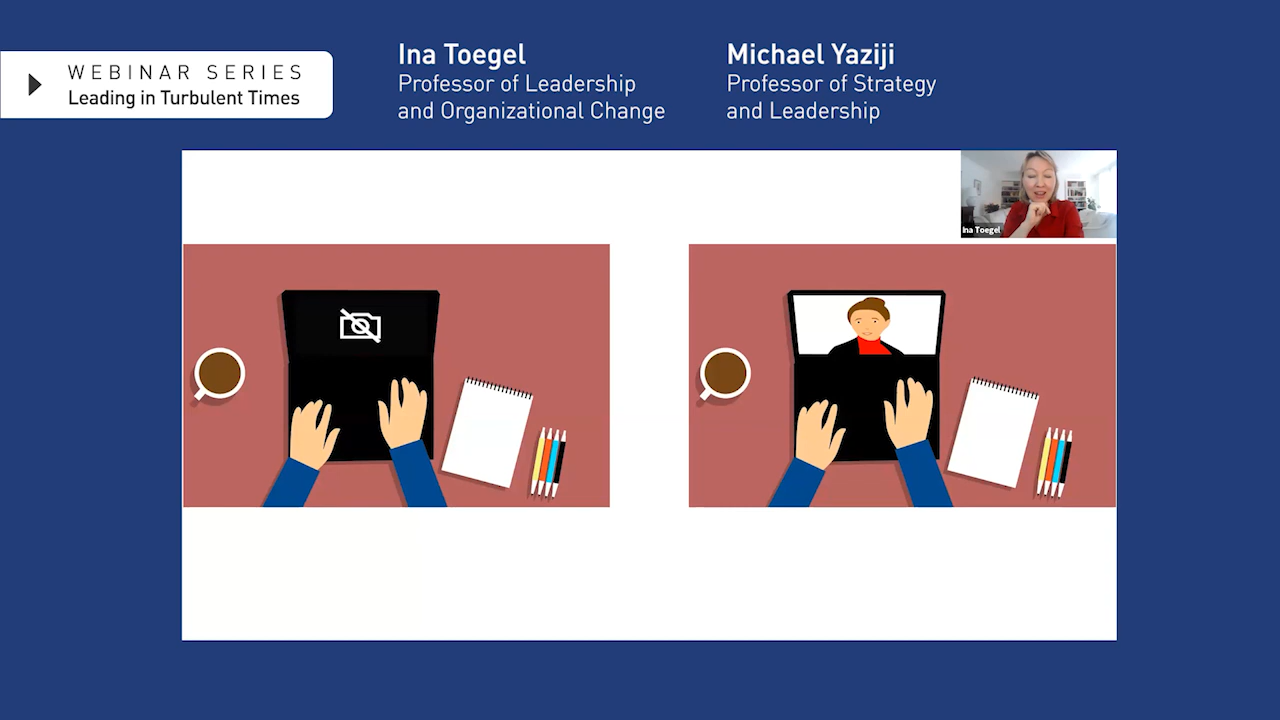 WEBINAR SERIES
Leading in Turbulent Times
Ina Toegel
Professor of Leadership
and Organizational Change
Michael Yaziji
Professor of Strategy
and Leadership
Ina Toegel